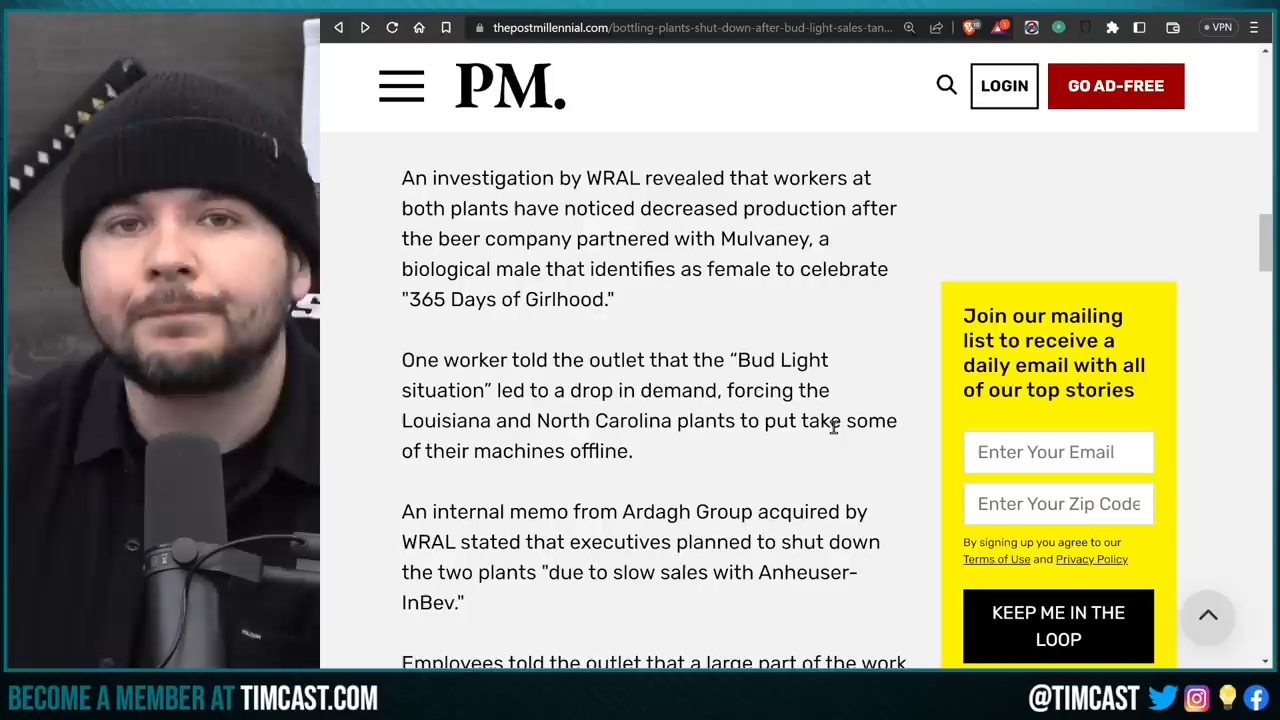 thepostmillennial.com/bottling-plants-shut-down-after-bud-light-sales-tan...
VPN
PM.
LOGIN
GO AD-FREE
An investigation by WRAL revealed that workers at
both plants have noticed decreased production after
the beer company partnered with Mulvaney, a
biological male that identifies as female to celebrate
"365 Days of Girlhood."
One worker told the outlet that the “Bud Light
situation” led to a drop in demand, forcing the
Louisiana and North Carolina plants to put take some
of their machines offline.
An internal memo from Ardagh Group acquired by
WRAL stated that executives planned to shut down
the two plants "due to slow sales with Anheuser-
InBev."
Employees told the outlet that a large part of the work
Join our mailing
list to receive a
daily email with all
of our top stories
Enter Your Email
Enter Your Zip Code
By signing up you agree to our
Terms of Use and Privacy Policy
KEEP ME IN THE
LOOP
BECOME A MEMBER AT TIMCAST.COM
@TIMCAST